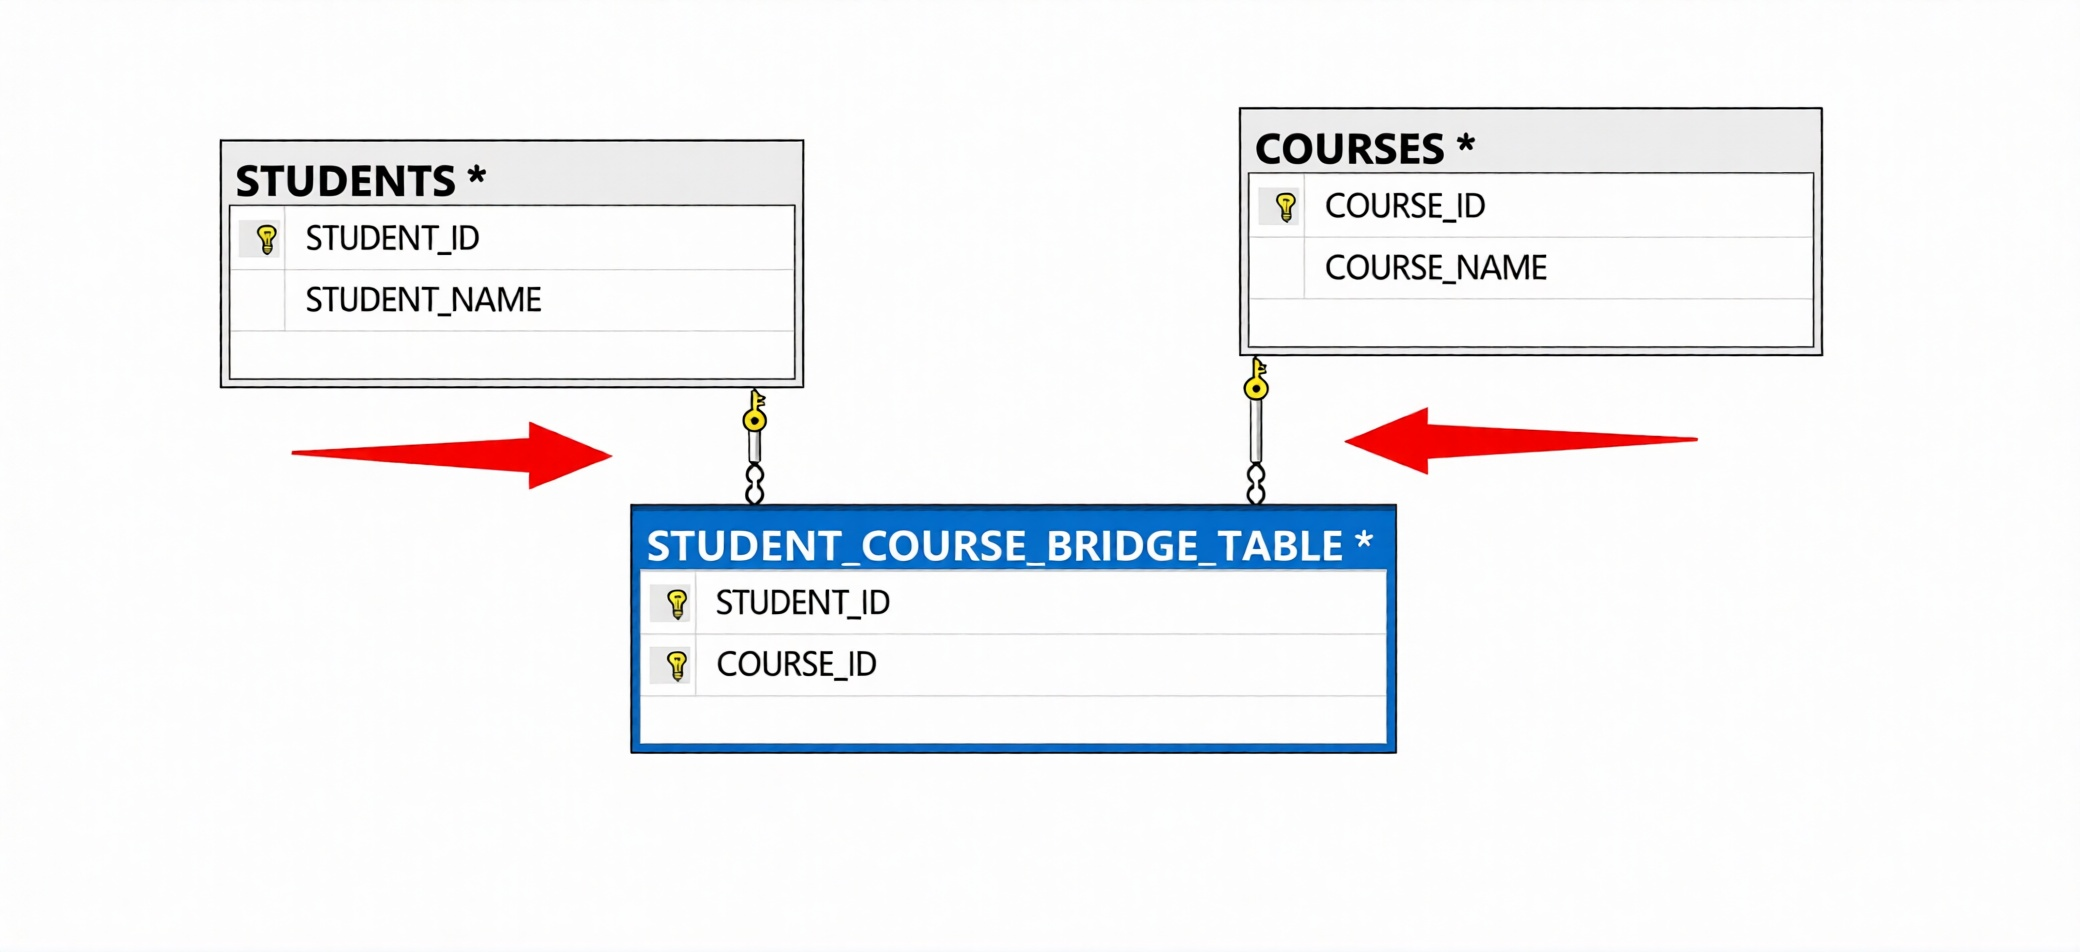 STUDENTS *
STUDENT_ID
STUDENT_NAME
COURSES *
COURSE_ID
COURSE_NAME
STUDENT_COURSE_BRIDGE_TABLE *
STUDENT_ID
COURSE_ID